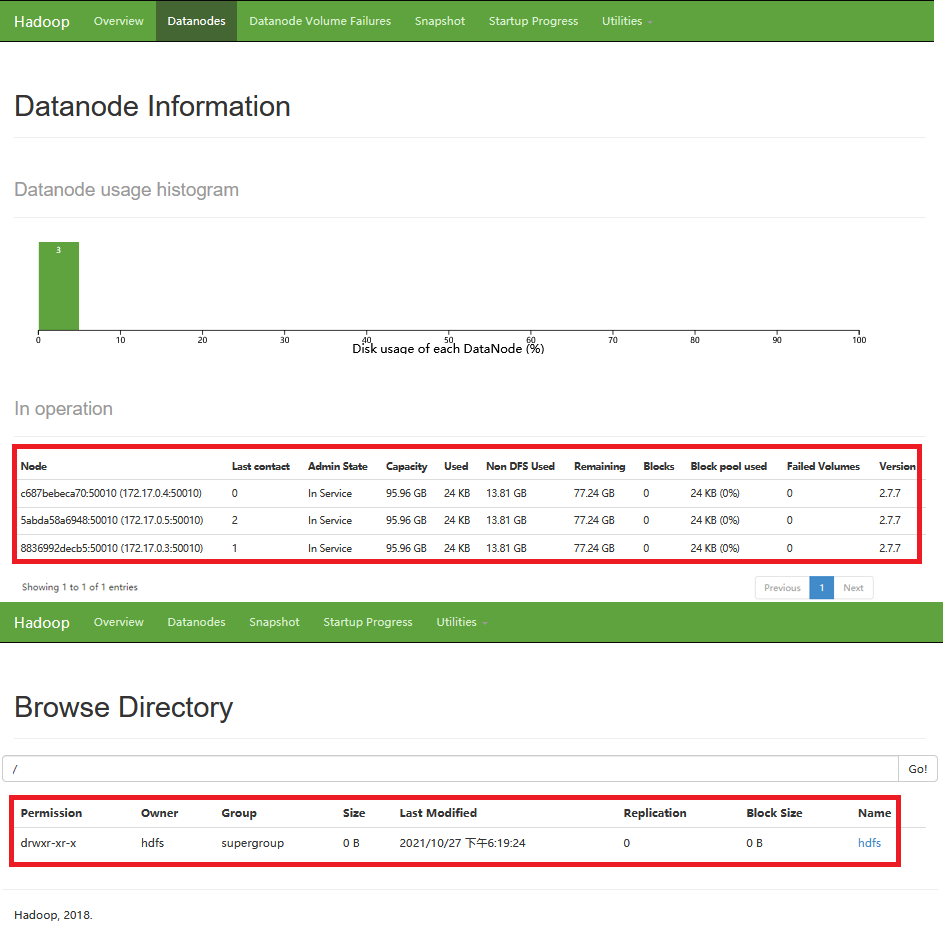 Hadoop Overview Datanodes Datanode Volume Failures Snapshot Startup Progress Utilities
Datanode Information
Datanode usage histogram
3
0 10 20 30 40 50 60 70 80 90 100
Disk usage of each DataNode (%)
In operation
Node Last contact Admin State Capacity Used Non DFS Used Remaining Blocks Block pool used Failed Volumes Version
c687bebeca70:50010 (172.17.0.4:50010) 0 In Service 95.96 GB 24 KB 13.81 GB 77.24 GB 0 24 KB (0%) 0 2.7.7
5abda58a6948:50010 (172.17.0.5:50010) 2 In Service 95.96 GB 24 KB 13.81 GB 77.24 GB 0 24 KB (0%) 0 2.7.7
8836992decb5:50010 (172.17.0.3:50010) 1 In Service 95.96 GB 24 KB 13.81 GB 77.24 GB 0 24 KB (0%) 0 2.7.7
Showing 1 to 1 of 1 entries Previous 1 Next
Hadoop Overview Datanodes Snapshot Startup Progress Utilities
Browse Directory
/ Go!
Permission Owner Group Size Last Modified Replication Block Size Name
drwxr-xr-x hdfs supergroup 0 B 2021/10/27 下午6:19:24 0 0 B hdfs
Hadoop, 2018.